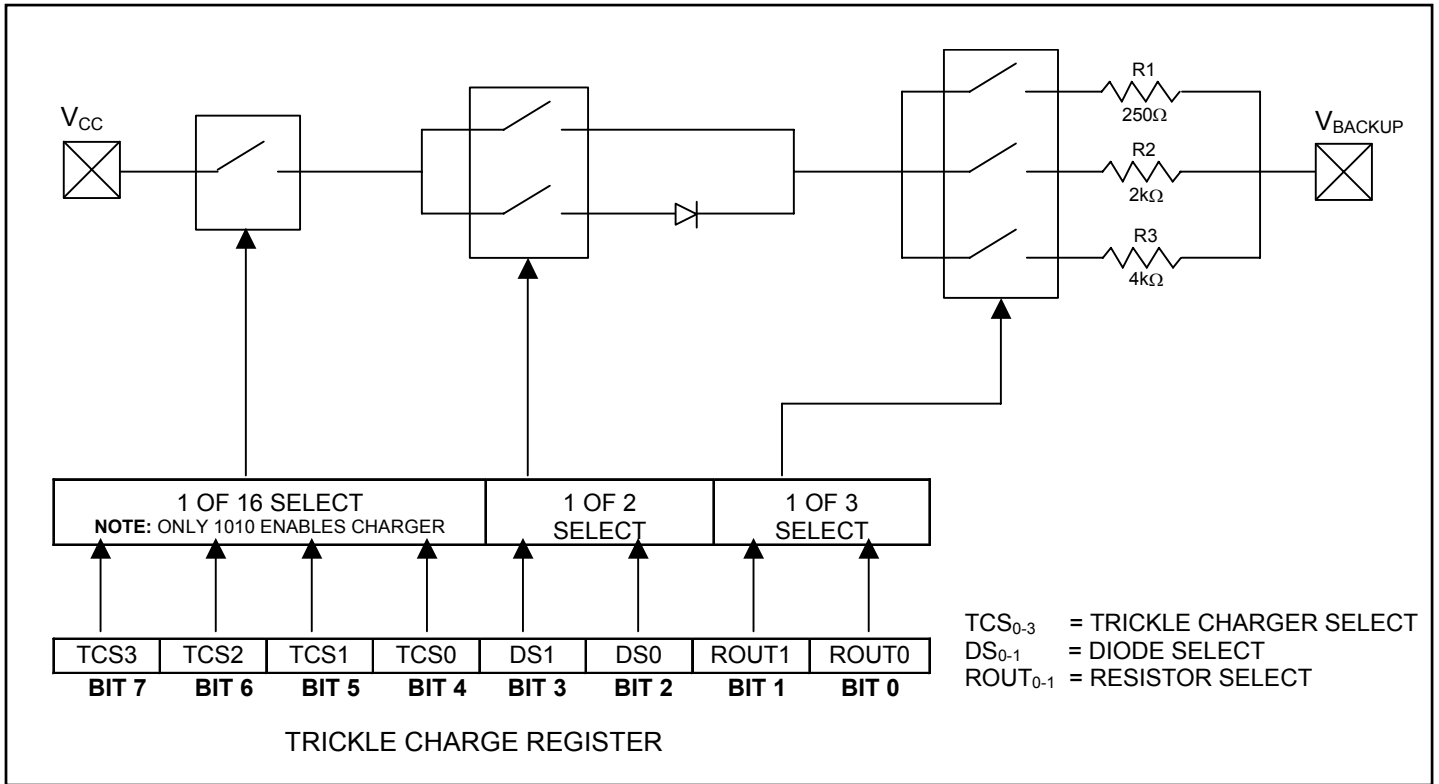 V_CC
R1
250Ω
V_BACKUP
R2
2kΩ
R3
4kΩ
1 OF 16 SELECT
NOTE: ONLY 1010 ENABLES CHARGER
1 OF 2
SELECT
1 OF 3
SELECT
TCS3 TCS2 TCS1 TCS0 DS1 DS0 ROUT1 ROUT0
BIT 7 BIT 6 BIT 5 BIT 4 BIT 3 BIT 2 BIT 1 BIT 0
TCS0-3 = TRICKLE CHARGER SELECT
DS0-1 = DIODE SELECT
ROUT0-1 = RESISTOR SELECT
TRICKLE CHARGE REGISTER